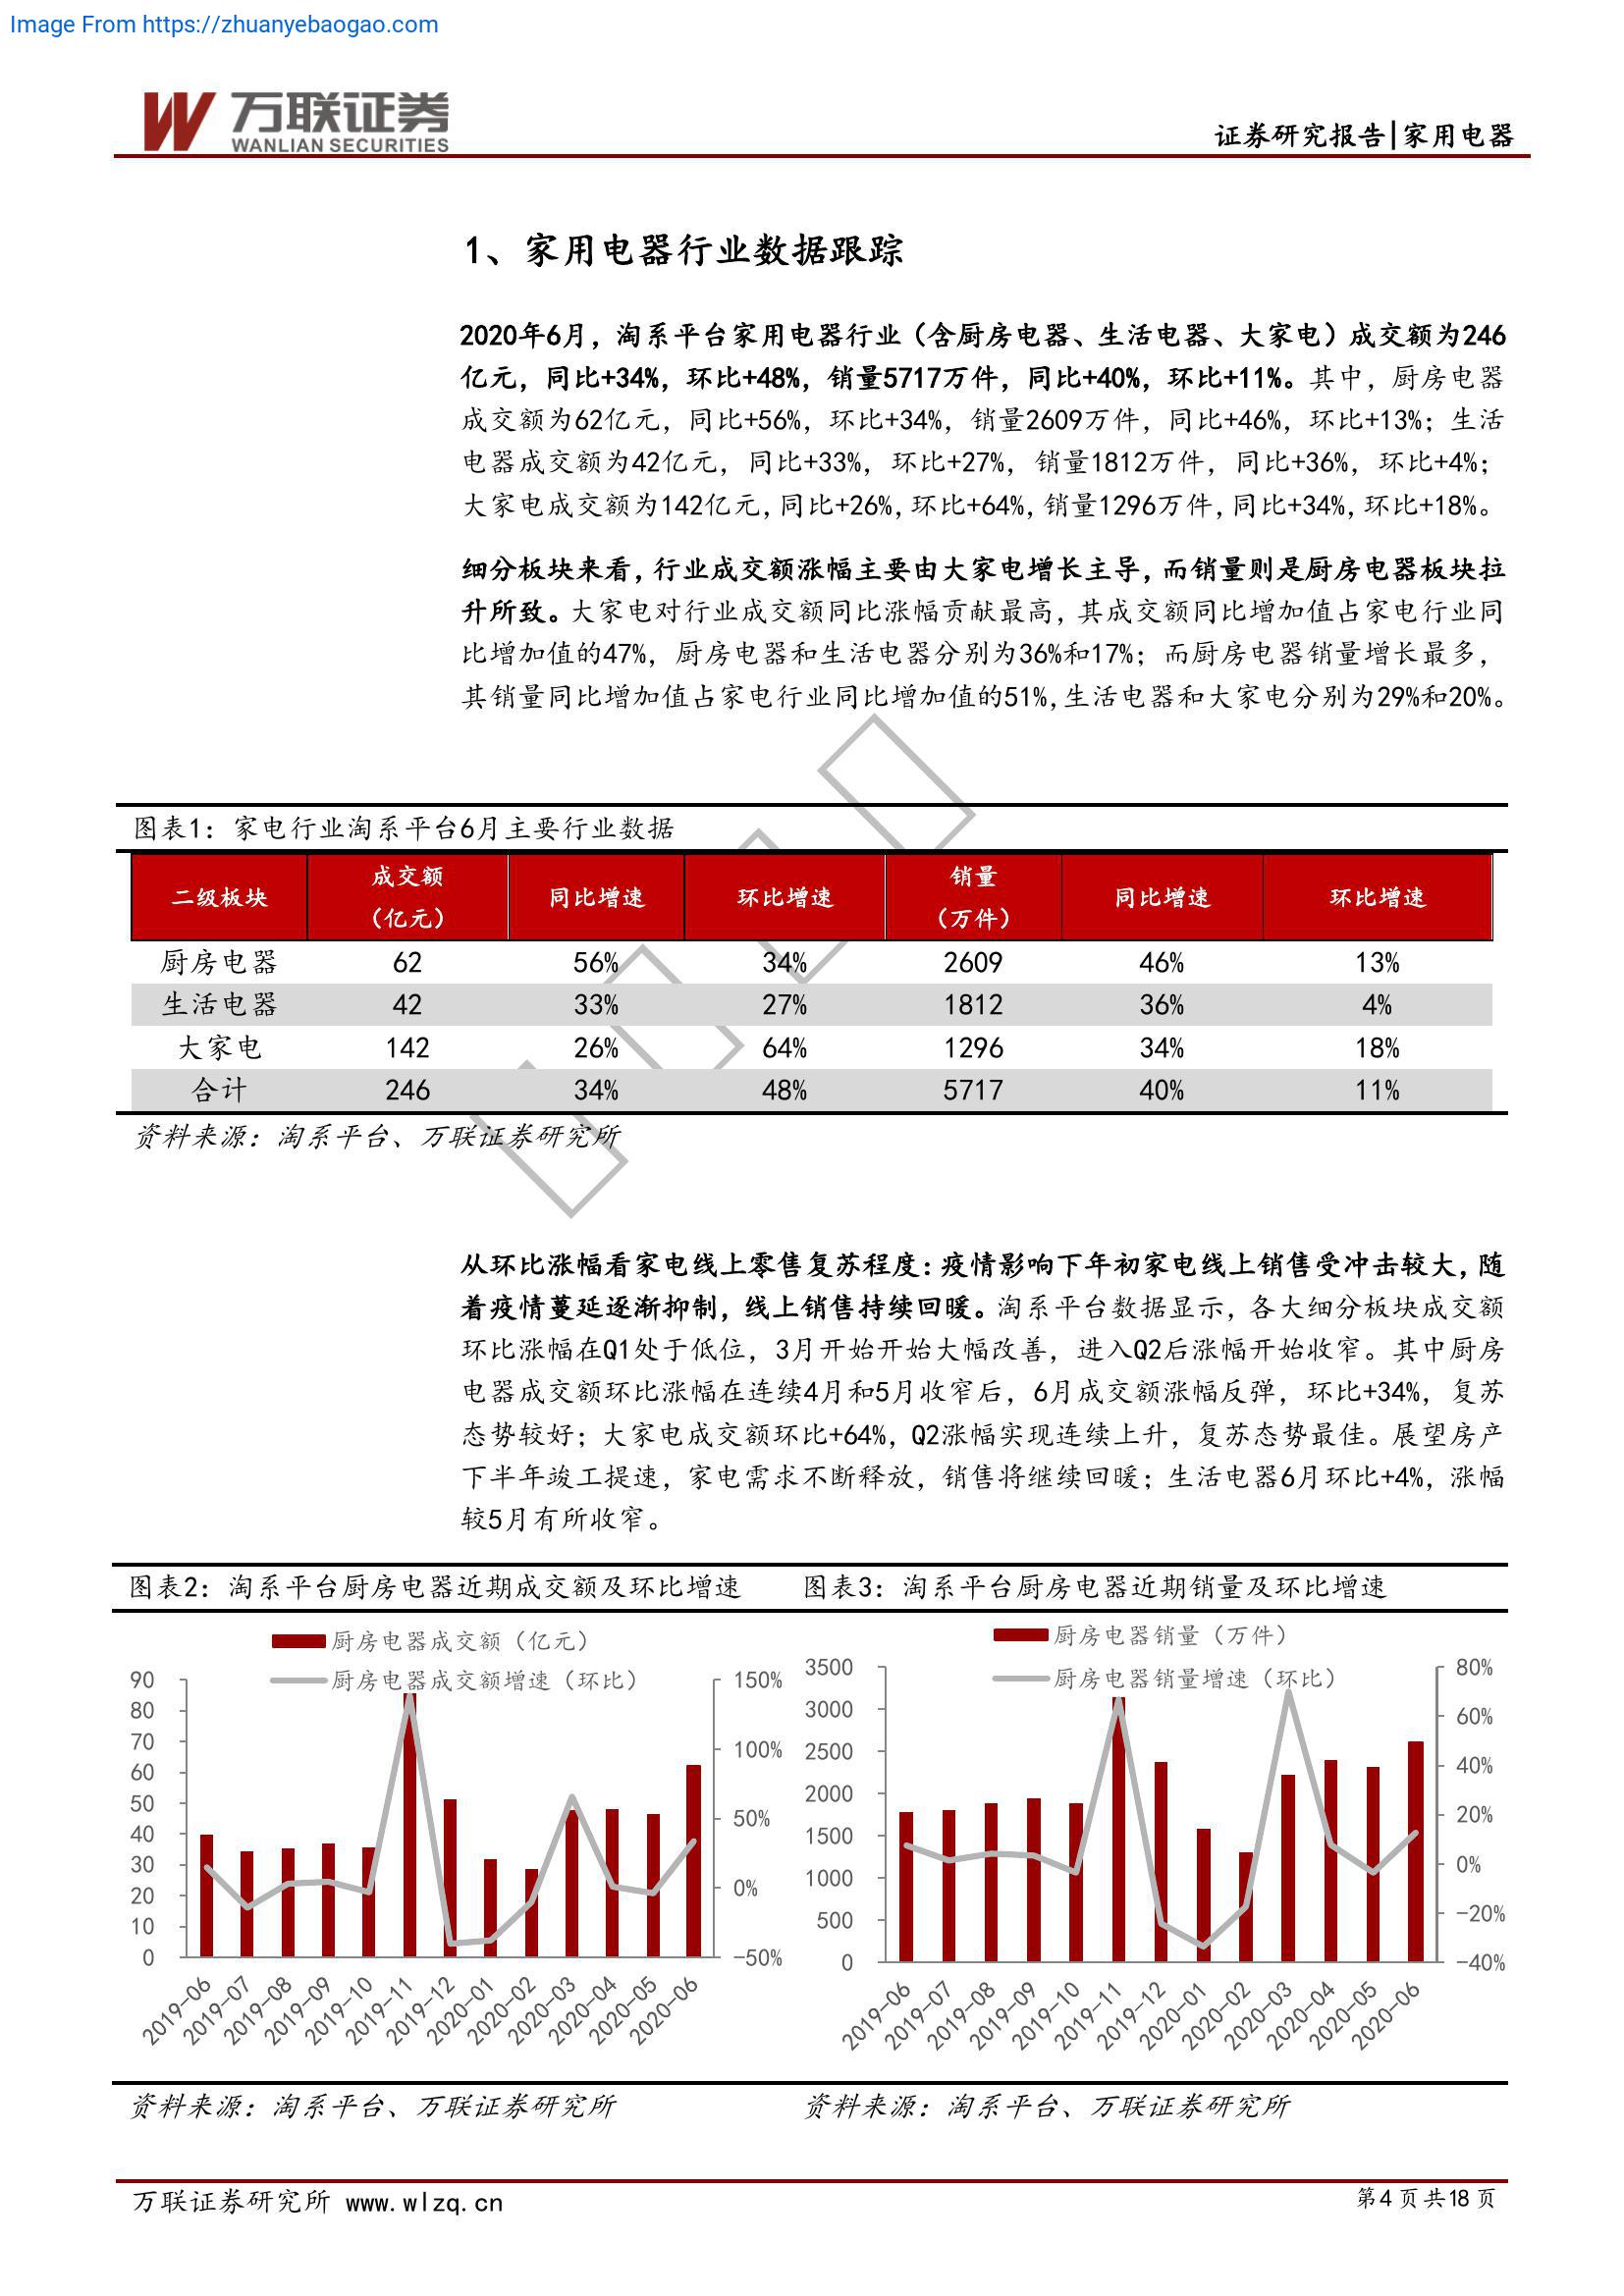 Image From https://zhuanyebaogao.com
万联证券
WANLIAN SECURITIES
证券研究报告|家用电器
1、家用电器行业数据跟踪
2020年6月，淘系平台家用电器行业（含厨房电器、生活电器、大家电）成交额为246
亿元，同比+34%，环比+48%，销量5717万件，同比+40%，环比+11%。其中，厨房电器
成交额为62亿元，同比+56%，环比+34%，销量2609万件，同比+46%，环比+13%；生活
电器成交额为42亿元，同比+33%，环比+27%，销量1812万件，同比+36%，环比+4%；
大家电成交额为142亿元，同比+26%，环比+64%，销量1296万件，同比+34%，环比+18%。
细分板块来看，行业成交额涨幅主要由大家电增长主导，而销量则是厨房电器板块拉
升所致。大家电对行业成交额同比涨幅贡献最高，其成交额同比增加值占家电行业同
比增加值的47%，厨房电器和生活电器分别为36%和17%；而厨房电器销量增长最多，
其销量同比增加值占家电行业同比增加值的51%，生活电器和大家电分别为29%和20%。
图表1：家电行业淘系平台6月主要行业数据
二级板块 成交额（亿元） 同比增速 环比增速 销量（万件） 同比增速 环比增速
厨房电器 62 56% 34% 2609 46% 13%
生活电器 42 33% 27% 1812 36% 4%
大家电 142 26% 64% 1296 34% 18%
合计 246 34% 48% 5717 40% 11%
资料来源：淘系平台、万联证券研究所
从环比涨幅看家电线上零售复苏程度：疫情影响下年初家电线上销售受冲击较大，随
着疫情蔓延逐渐抑制，线上销售持续回暖。淘系平台数据显示，各大细分板块成交额
环比涨幅在Q1处于低位，3月开始开始大幅改善，进入Q2后涨幅开始收窄。其中厨房
电器成交额环比涨幅在连续4月和5月收窄后，6月成交额涨幅反弹，环比+34%，复苏
态势较好；大家电成交额环比+64%，Q2涨幅实现连续上升，复苏态势最佳。展望房产
下半年竣工提速，家电需求不断释放，销售将继续回暖；生活电器6月环比+4%，涨幅
较5月有所收窄。
图表2：淘系平台厨房电器近期成交额及环比增速
厨房电器成交额（亿元）
厨房电器成交额增速（环比）
90
80
70
60
50
40
30
20
10
0
150%
100%
50%
0%
-50%
2019-06 2019-07 2019-08 2019-09 2019-10 2019-11 2019-12 2020-01 2020-02 2020-03 2020-04 2020-05 2020-06
资料来源：淘系平台、万联证券研究所
图表3：淘系平台厨房电器近期销量及环比增速
厨房电器销量（万件）
厨房电器销量增速（环比）
3500
3000
2500
2000
1500
1000
500
0
80%
60%
40%
20%
0%
-20%
-40%
2019-06 2019-07 2019-08 2019-09 2019-10 2019-11 2019-12 2020-01 2020-02 2020-03 2020-04 2020-05 2020-06
资料来源：淘系平台、万联证券研究所
万联证券研究所 www.wlzq.cn
第4页共18页